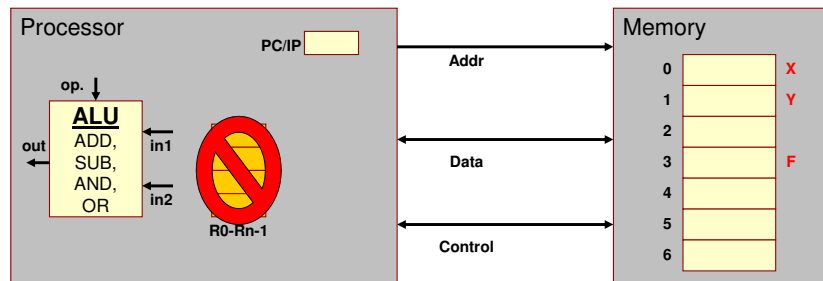 Processor
PC/IP
op.
ALU
ADD,
SUB,
AND,
OR
out
in1
in2
R0-Rn-1
Addr
Data
Control
Memory
0 X
1 Y
2
3 F
4
5
6